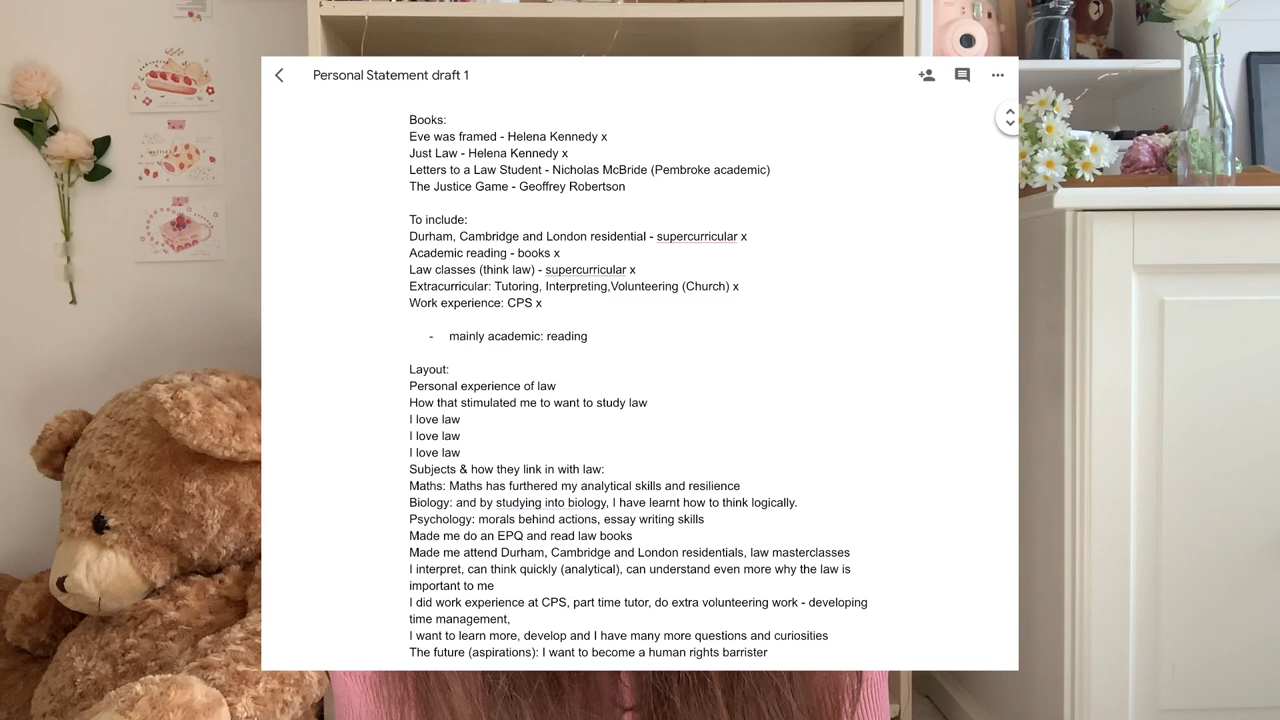 Personal Statement draft 1
Books:
Eve was framed - Helena Kennedy x
Just Law - Helena Kennedy x
Letters to a Law Student - Nicholas McBride (Pembroke academic)
The Justice Game - Geoffrey Robertson
To include:
Durham, Cambridge and London residential - supercurricular x
Academic reading - books x
Law classes (think law) - supercurricular x
Extracurricular: Tutoring, Interpreting,Volunteering (Church) x
Work experience: CPS x
- mainly academic: reading
Layout:
Personal experience of law
How that stimulated me to want to study law
I love law
I love law
I love law
Subjects & how they link in with law:
Maths: Maths has furthered my analytical skills and resilience
Biology: and by studying into biology, I have learnt how to think logically.
Psychology: morals behind actions, essay writing skills
Made me do an EPQ and read law books
Made me attend Durham, Cambridge and London residentials, law masterclasses
I interpret, can think quickly (analytical), can understand even more why the law is
important to me
I did work experience at CPS, part time tutor, do extra volunteering work - developing
time management,
I want to learn more, develop and I have many more questions and curiosities
The future (aspirations): I want to become a human rights barrister